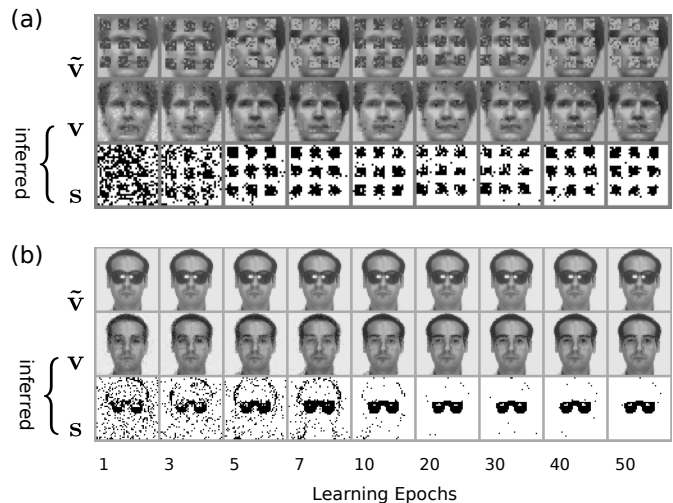 (a)
ṽ
v
s
inferred
(b)
ṽ
v
s
inferred
1 3 5 7 10 20 30 40 50
Learning Epochs